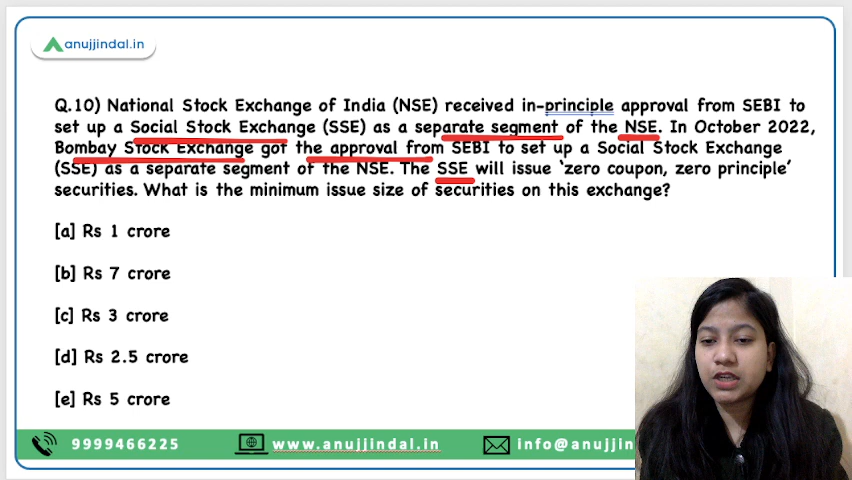 anujjindal.in
Q.10) National Stock Exchange of India (NSE) received in-principle approval from SEBI to
set up a Social Stock Exchange (SSE) as a separate segment of the NSE. In October 2022,
Bombay Stock Exchange got the approval from SEBI to set up a Social Stock Exchange
(SSE) as a separate segment of the NSE. The SSE will issue ‘zero coupon, zero principle’
securities. What is the minimum issue size of securities on this exchange?
[a] Rs 1 crore
[b] Rs 7 crore
[c] Rs 3 crore
[d] Rs 2.5 crore
[e] Rs 5 crore
9999466225 www.anujjindal.in info@anujjin